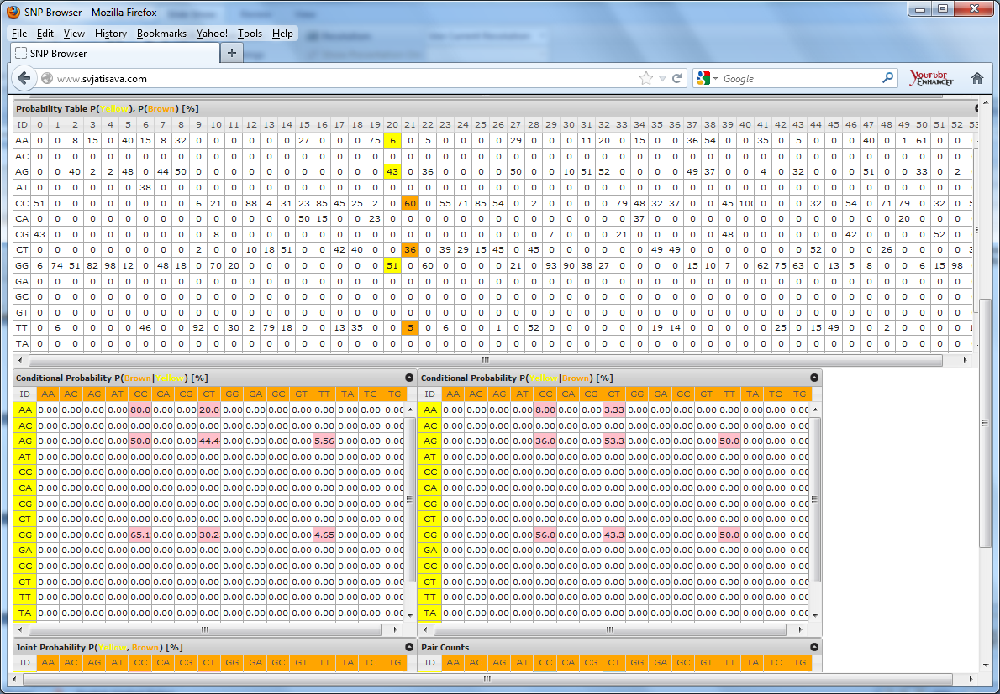 SNP Browser - Mozilla Firefox
File Edit View History Bookmarks Yahoo! Tools Help
SNP Browser
www.svjatisava.com Google YOUTUBE ENHANCER
Probability Table P(Yellow), P(Brown) [%]
ID 0 1 2 3 4 5 6 7 8 9 10 11 12 13 14 15 16 17 18 19 20 21 22 23 24 25 26 27 28 29 30 31 32 33 34 35 36 37 38 39 40 41 42 43 44 45 46 47 48 49 50 51 52 53
AA 0 0 8 15 0 40 15 8 32 0 0 0 0 0 0 27 0 0 0 75 6 0 5 0 0 0 0 29 0 0 0 11 20 0 15 0 0 36 54 0 0 35 0 5 0 0 0 40 0 1 61 0 0
AC 0 0 0 0 0 0 0 0 0 0 0 0 0 0 0 0 0 0 0 0 0 0 0 0 0 0 0 0 0 0 0 0 0 0 0 0 0 0 0 0 0 0 0 0 0 0 0 0 0 0 0 0 0
AG 0 0 40 2 2 48 0 44 50 0 0 0 0 0 0 0 0 0 0 0 43 0 36 0 0 0 0 50 0 0 10 51 52 0 0 0 0 49 37 0 0 4 0 32 0 0 0 51 0 0 33 0 2
AT 0 0 0 0 0 0 38 0 0 0 0 0 0 0 0 0 0 0 0 0 0 0 0 0 0 0 0 0 0 0 0 0 0 0 0 0 0 0 0 0 0 0 0 0 0 0 0 0 0 0 0 0 0
CC 51 0 0 0 0 0 0 0 0 6 21 0 88 4 31 23 85 45 25 2 0 60 0 55 71 85 54 0 2 0 0 0 0 79 48 32 37 0 0 45 100 0 0 0 32 0 54 0 71 79 0 32 0 5
CA 0 0 0 0 0 0 0 0 0 0 0 0 0 0 0 50 15 0 0 23 0 0 0 0 0 0 0 0 0 0 0 0 0 0 37 0 0 0 0 0 0 0 0 0 0 0 0 0 0 20 0 0 0
CG 43 0 0 0 0 0 0 0 0 0 8 0 0 0 0 0 0 0 0 0 0 0 0 0 0 0 0 0 0 7 0 0 0 21 0 0 0 0 0 48 0 0 0 0 0 0 42 0 0 0 0 52 0
CT 0 0 0 0 0 0 0 0 0 2 0 0 10 18 51 0 0 42 40 0 0 36 0 39 29 15 45 0 45 0 0 0 0 0 0 49 49 0 0 0 0 0 0 0 52 0 0 0 26 0 0 0 0 3
GG 6 74 51 82 98 12 0 48 18 0 70 20 0 0 0 0 0 0 0 0 51 0 60 0 0 0 0 21 0 93 90 38 27 0 0 0 0 15 10 7 0 62 75 63 0 13 5 8 0 0 6 15 98
GA 0 0 0 0 0 0 0 0 0 0 0 0 0 0 0 0 0 0 0 0 0 0 0 0 0 0 0 0 0 0 0 0 0 0 0 0 0 0 0 0 0 0 0 0 0 0 0 0 0 0 0 0 0
GC 0 0 0 0 0 0 0 0 0 0 0 0 0 0 0 0 0 0 0 0 0 0 0 0 0 0 0 0 0 0 0 0 0 0 0 0 0 0 0 0 0 0 0 0 0 0 0 0 0 0 0 0 0
GT 0 0 0 0 0 0 0 0 0 0 0 0 0 0 0 0 0 0 0 0 0 0 0 0 0 0 0 0 0 0 0 0 0 0 0 0 0 0 0 0 0 0 0 0 0 0 0 0 0 0 0 0 0
TT 0 6 0 0 0 0 46 0 0 92 0 30 2 79 18 0 0 13 35 0 0 5 0 6 0 0 1 0 52 0 0 0 0 0 0 19 14 0 0 0 0 0 25 0 15 49 0 0 2 0 0 0 0 1
TA 0 0 0 0 0 0 0 0 0 0 0 0 0 0 0 0 0 0 0 0 0 0 0 0 0 0 0 0 0 0 0 0 0 0 0 0 0 0 0 0 0 0 0 0 0 0 0 0 0 0 0 0 0
Conditional Probability P(Brown|Yellow) [%]
ID AA AC AG AT CC CA CG CT GG GA GC GT TT TA TC TG
AA 0.00 0.00 0.00 0.00 80.0 0.00 0.00 20.0 0.00 0.00 0.00 0.00 0.00 0.00 0.00 0.00
AC 0.00 0.00 0.00 0.00 0.00 0.00 0.00 0.00 0.00 0.00 0.00 0.00 0.00 0.00 0.00 0.00
AG 0.00 0.00 0.00 0.00 50.0 0.00 0.00 44.4 0.00 0.00 0.00 0.00 5.56 0.00 0.00 0.00
AT 0.00 0.00 0.00 0.00 0.00 0.00 0.00 0.00 0.00 0.00 0.00 0.00 0.00 0.00 0.00 0.00
CC 0.00 0.00 0.00 0.00 0.00 0.00 0.00 0.00 0.00 0.00 0.00 0.00 0.00 0.00 0.00 0.00
CA 0.00 0.00 0.00 0.00 0.00 0.00 0.00 0.00 0.00 0.00 0.00 0.00 0.00 0.00 0.00 0.00
CG 0.00 0.00 0.00 0.00 0.00 0.00 0.00 0.00 0.00 0.00 0.00 0.00 0.00 0.00 0.00 0.00
CT 0.00 0.00 0.00 0.00 0.00 0.00 0.00 0.00 0.00 0.00 0.00 0.00 0.00 0.00 0.00 0.00
GG 0.00 0.00 0.00 0.00 65.1 0.00 0.00 30.2 0.00 0.00 0.00 0.00 4.65 0.00 0.00 0.00
GA 0.00 0.00 0.00 0.00 0.00 0.00 0.00 0.00 0.00 0.00 0.00 0.00 0.00 0.00 0.00 0.00
GC 0.00 0.00 0.00 0.00 0.00 0.00 0.00 0.00 0.00 0.00 0.00 0.00 0.00 0.00 0.00 0.00
GT 0.00 0.00 0.00 0.00 0.00 0.00 0.00 0.00 0.00 0.00 0.00 0.00 0.00 0.00 0.00 0.00
TT 0.00 0.00 0.00 0.00 0.00 0.00 0.00 0.00 0.00 0.00 0.00 0.00 0.00 0.00 0.00 0.00
TA 0.00 0.00 0.00 0.00 0.00 0.00 0.00 0.00 0.00 0.00 0.00 0.00 0.00 0.00 0.00 0.00
Conditional Probability P(Yellow|Brown) [%]
ID AA AC AG AT CC CA CG CT GG GA GC GT TT TA TC TG
AA 0.00 0.00 0.00 0.00 8.00 0.00 0.00 3.33 0.00 0.00 0.00 0.00 0.00 0.00 0.00 0.00
AC 0.00 0.00 0.00 0.00 0.00 0.00 0.00 0.00 0.00 0.00 0.00 0.00 0.00 0.00 0.00 0.00
AG 0.00 0.00 0.00 0.00 36.0 0.00 0.00 53.3 0.00 0.00 0.00 0.00 50.0 0.00 0.00 0.00
AT 0.00 0.00 0.00 0.00 0.00 0.00 0.00 0.00 0.00 0.00 0.00 0.00 0.00 0.00 0.00 0.00
CC 0.00 0.00 0.00 0.00 0.00 0.00 0.00 0.00 0.00 0.00 0.00 0.00 0.00 0.00 0.00 0.00
CA 0.00 0.00 0.00 0.00 0.00 0.00 0.00 0.00 0.00 0.00 0.00 0.00 0.00 0.00 0.00 0.00
CG 0.00 0.00 0.00 0.00 0.00 0.00 0.00 0.00 0.00 0.00 0.00 0.00 0.00 0.00 0.00 0.00
CT 0.00 0.00 0.00 0.00 0.00 0.00 0.00 0.00 0.00 0.00 0.00 0.00 0.00 0.00 0.00 0.00
GG 0.00 0.00 0.00 0.00 56.0 0.00 0.00 43.3 0.00 0.00 0.00 0.00 50.0 0.00 0.00 0.00
GA 0.00 0.00 0.00 0.00 0.00 0.00 0.00 0.00 0.00 0.00 0.00 0.00 0.00 0.00 0.00 0.00
GC 0.00 0.00 0.00 0.00 0.00 0.00 0.00 0.00 0.00 0.00 0.00 0.00 0.00 0.00 0.00 0.00
GT 0.00 0.00 0.00 0.00 0.00 0.00 0.00 0.00 0.00 0.00 0.00 0.00 0.00 0.00 0.00 0.00
TT 0.00 0.00 0.00 0.00 0.00 0.00 0.00 0.00 0.00 0.00 0.00 0.00 0.00 0.00 0.00 0.00
TA 0.00 0.00 0.00 0.00 0.00 0.00 0.00 0.00 0.00 0.00 0.00 0.00 0.00 0.00 0.00 0.00
Joint Probability P(Yellow, Brown) [%]
ID AA AC AG AT CC CA CG CT GG GA GC GT TT TA TC TG
Pair Counts
ID AA AC AG AT CC CA CG CT GG GA GC GT TT TA TC TG